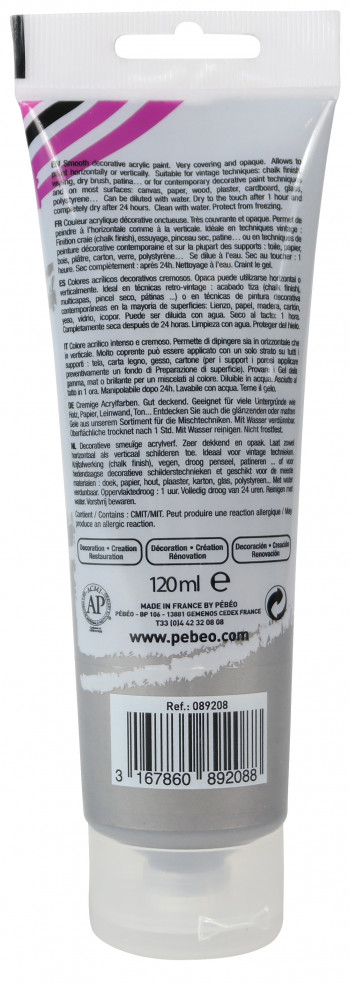 EN Smooth decorative acrylic paint. Very covering and opaque. Allows to
paint horizontally or vertically. Suitable for vintage techniques: chalk finish,
dry brush, patina... or for contemporary decorative paint techniques
and on most surfaces: canvas, paper, wood, plaster, cardboard, glass,
polystyrene... Can be diluted with water. Dry to the touch after 1 hour and
completely dry after 24 hours. Clean with water. Protect from freezing.
FR Couleur acrylique décorative onctueuse. Très couvrante et opaque. Permet de
peindre à l'horizontale comme à la verticale. Idéale en techniques vintage :
Finition craie (chalk finish), essuyage, pinceau sec, patine... ou en techniques de
peinture décorative contemporaine et sur la plupart des supports : toile, papier,
bois, plâtre, carton, verre, polystyrène... Se dilue à l'eau. Sec au toucher : 1
heure. Sec complètement : après 24h. Nettoyage à l'eau. Craint le gel.
ES Colores acrílicos decorativos cremosos. Opaca puede utilizarse horizontal o
verticalmente. Ideal en técnicas retro-vintage : acabado tiza (chalk finish),
multicapas, pincel seco, pátinas ...) o en técnicas de pintura decorativa
contemporáneas en la mayoría de superficies: Lienzo, papel, madera, cartón,
yeso, vidrio, icopor. Puede ser diluida con agua. Seco al tacto: 1 hora.
Completamente seca después de 24 horas. Limpieza con agua. Proteger del hielo.
IT Colore acrilico intenso e cremoso. Permette di dipingere sia in orizzontale che
in verticale. Molto coprente può essere applicato con un solo strato su tutti i
supporti : tela, carta legno, gesso, cartone (per i supporti porosi applicare
preventivamente un fondo di Preparazione di superficie). Provare i Gel della
gamma, mat o brillante per un miscelati al colore. Diluibile in acqua. Asciutto al
tatto in 1 ora. Manipolabile dopo 24h. Lavabile con acqua. Teme il gelo.
DE Cremige Acrylfarben. Gut deckend. Geeignet für viele Untergründe wie
Holz, Papier, Leinwand, Ton... Entdecken Sie auch die glänzenden oder matten
Gele aus unserem Sortiment für die Mischtechniken. Mit Wasser verdünnbar.
Oberfläche trocknet nach 1 Std. Mit Wasser reinigen. Nicht frostfest.
NL Decoratieve smeuïge acrylverf. Zeer dekkend en opaak. Laat zowel
horizontaal als verticaal schilderen toe. Ideaal voor vintage technieken:
krijtafwerking (chalk finish), vegen, droog penseel, patineren ... of voor
hedendaagse decoratieve schildertechnieken en geschikt voor de meeste
materialen : doek, papier, hout, plaaster, karton, glas, polystyreen... Met water
verdunbaar. Oppervlaktedroog : 1 uur. Volledig droog van 24 uren. Reinigen met
water. Vorstvrij bewaren.
Contient / Contains : CMIT/MIT. Peut produire une réaction allergique / May
produce an allergic reaction.
Decoration - Creation Décoration - Création Decoración - Creación
Restauration Rénovation Renovación
ACMI
AP
120ml e
MADE IN FRANCE BY PÉBÉO
PÉBÉO - BP 106 - 13881 GEMENOS CEDEX FRANCE
T33 (0)4 42 32 08 08
www.pebeo.com
Ref.: 089208
3 167860 892088